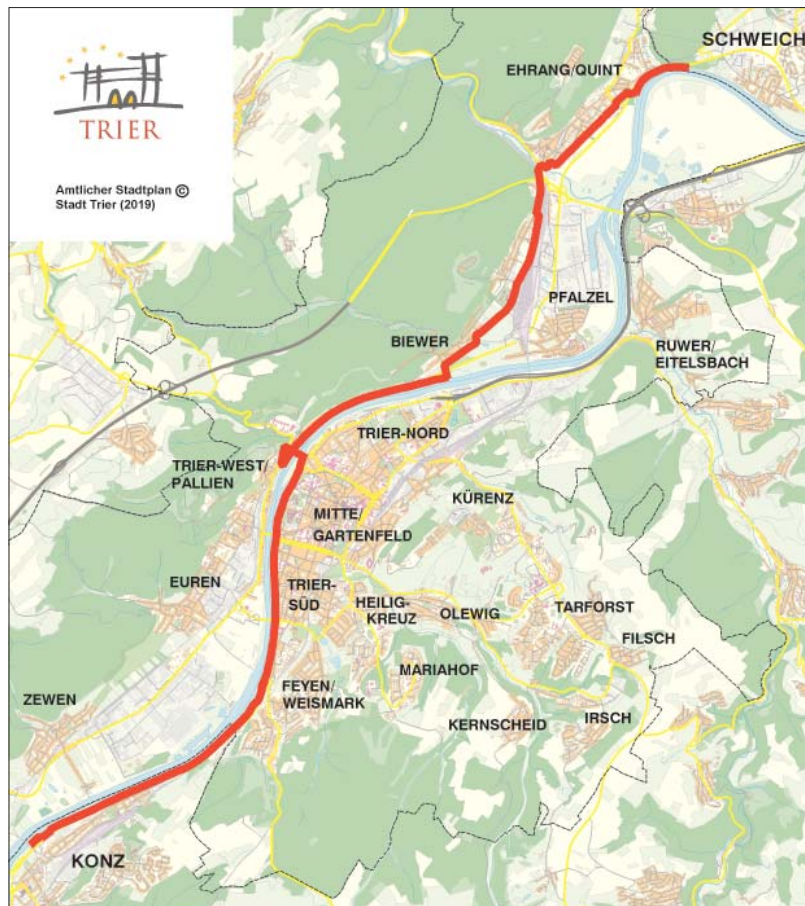 TRIER
Amtlicher Stadtplan ©
Stadt Trier (2019)
SCHWEICH
EHRANG/QUINT
PFALZEL
BIEWER
RUWER/
EITELSBACH
TRIER-NORD
TRIER-WEST/
PALLIEN
KÜRENZ
MITTE/
GARTENFELD
EUREN
TRIER-
SÜD
HEILIG-
KREUZ
OLEWIG
TARFORST
FILSCH
MARIAHOF
ZEWEN
FEYEN/
WEISMARK
KERNSCHEID
IRSCH
KONZ